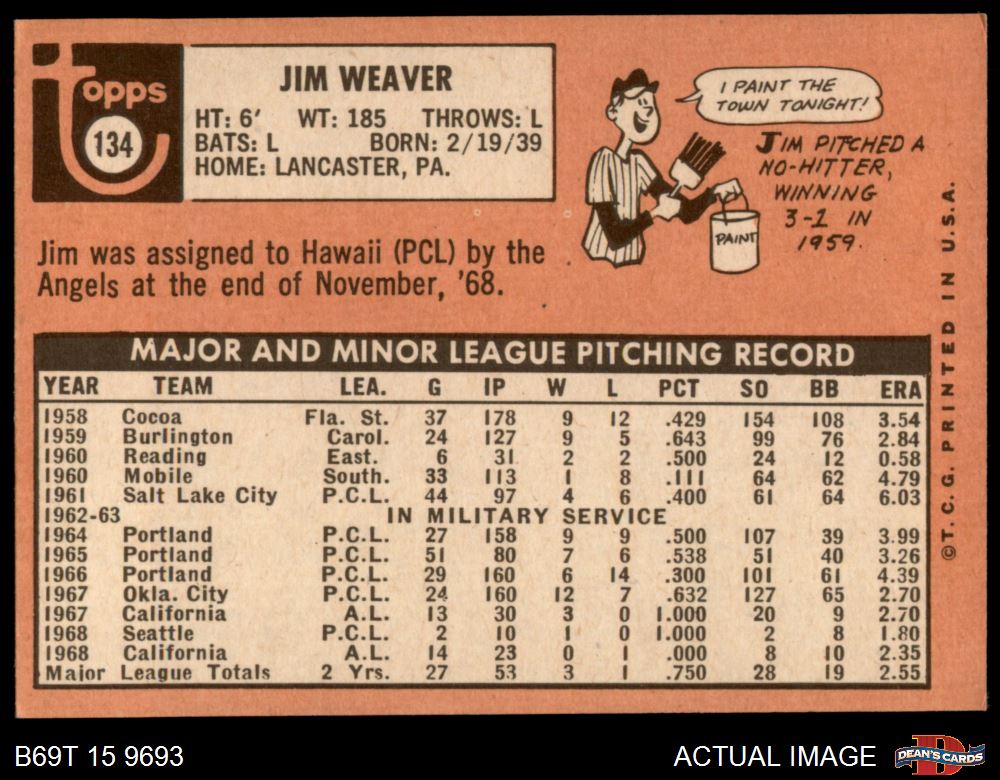 Topps
134
JIM WEAVER
HT: 6' WT: 185 THROWS: L
BATS: L BORN: 2/19/39
HOME: LANCASTER, PA.
I PAINT THE
TOWN TONIGHT!
JIM PITCHED A
NO-HITTER,
WINNING
3-1 IN
1959.
PAINT
Jim was assigned to Hawaii (PCL) by the
Angels at the end of November, '68.
MAJOR AND MINOR LEAGUE PITCHING RECORD
YEAR TEAM LEA. G IP W L PCT SO BB ERA
1958 Cocoa Fla. St. 37 178 9 12 .429 154 108 3.54
1959 Burlington Carol. 24 127 9 5 .643 99 76 2.84
1960 Reading East. 6 31 2 2 .500 24 12 0.58
1960 Mobile South. 33 113 1 8 .111 64 62 4.79
1961 Salt Lake City P.C.L. 44 97 4 6 .400 61 64 6.03
1962-63 IN MILITARY SERVICE
1964 Portland P.C.L. 27 158 9 9 .500 107 39 3.99
1965 Portland P.C.L. 51 80 7 6 .538 51 40 3.26
1966 Portland P.C.L. 29 160 6 14 .300 101 61 4.39
1967 Okla. City P.C.L. 24 160 12 7 .632 127 65 2.70
1967 California A.L. 13 30 3 0 1.000 20 9 2.70
1968 Seattle P.C.L. 2 10 1 0 1.000 2 8 1.80
1968 California A.L. 14 23 0 1 .000 8 10 2.35
Major League Totals 2 Yrs. 27 53 3 1 .750 28 19 2.55
©T.C.G. PRINTED IN U.S.A.
B69T 15 9693
ACTUAL IMAGE
D
DEAN'S CARDS